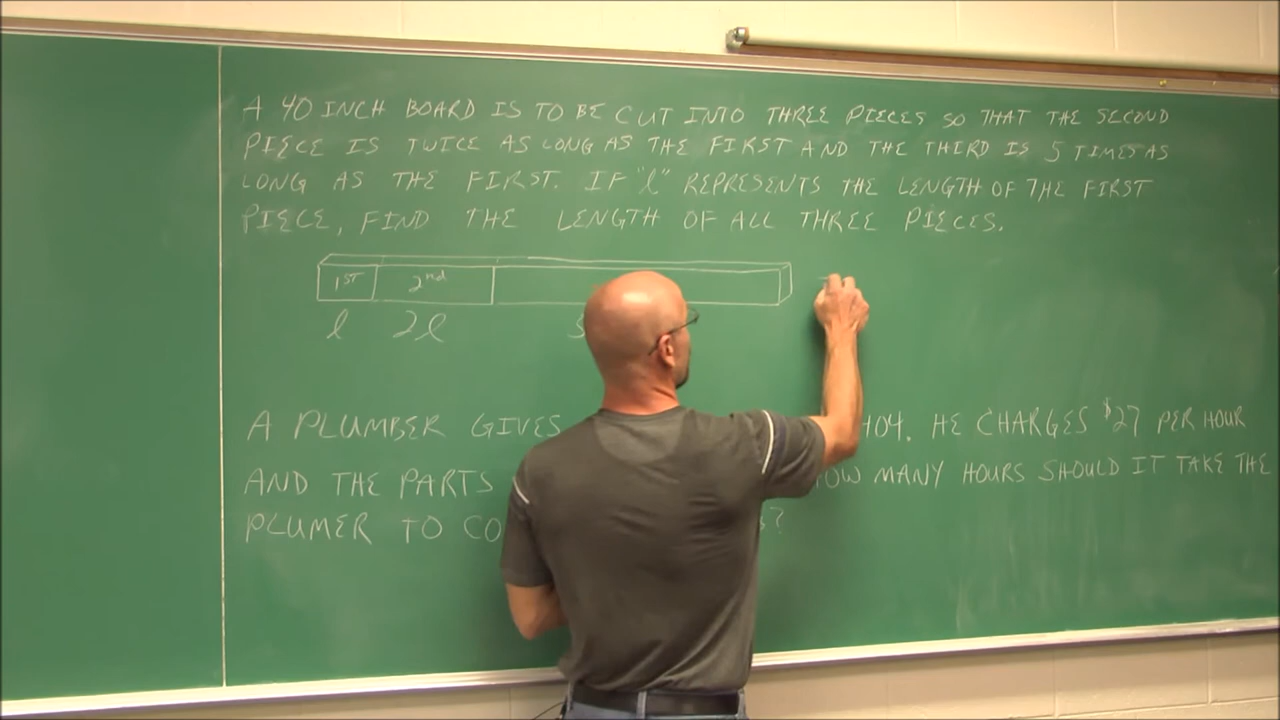 A 40 INCH BOARD IS TO BE CUT INTO THREE PIECES SO THAT THE SECOND
PIECE IS TWICE AS LONG AS THE FIRST AND THE THIRD IS 5 TIMES AS
LONG AS THE FIRST. IF "l" REPRESENTS THE LENGTH OF THE FIRST
PIECE, FIND THE LENGTH OF ALL THREE PIECES.
1ST 2nd
l 2l
A PLUMBER GIVES 404. HE CHARGES $27 PER HOUR
AND THE PARTS HOW MANY HOURS SHOULD IT TAKE THE
PLUMER TO